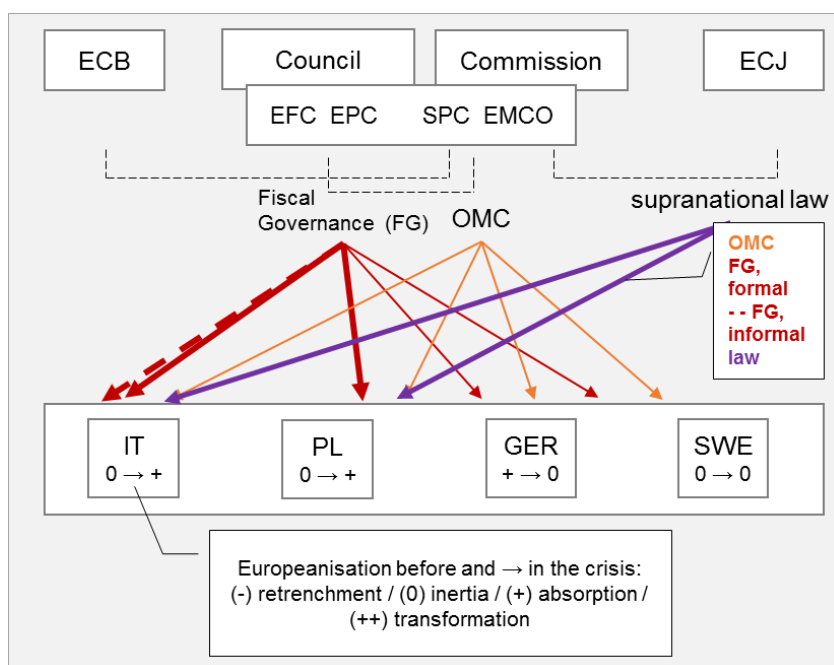 ECB
Council
Commission
ECJ
EFC EPC SPC EMCO
Fiscal
Governance (FG)
OMC
supranational law
OMC
FG,
formal
- - FG,
informal
law
IT
0 → +
PL
0 → +
GER
+ → 0
SWE
0 → 0
Europeanisation before and → in the crisis:
(-) retrenchment / (0) inertia / (+) absorption /
(++) transformation